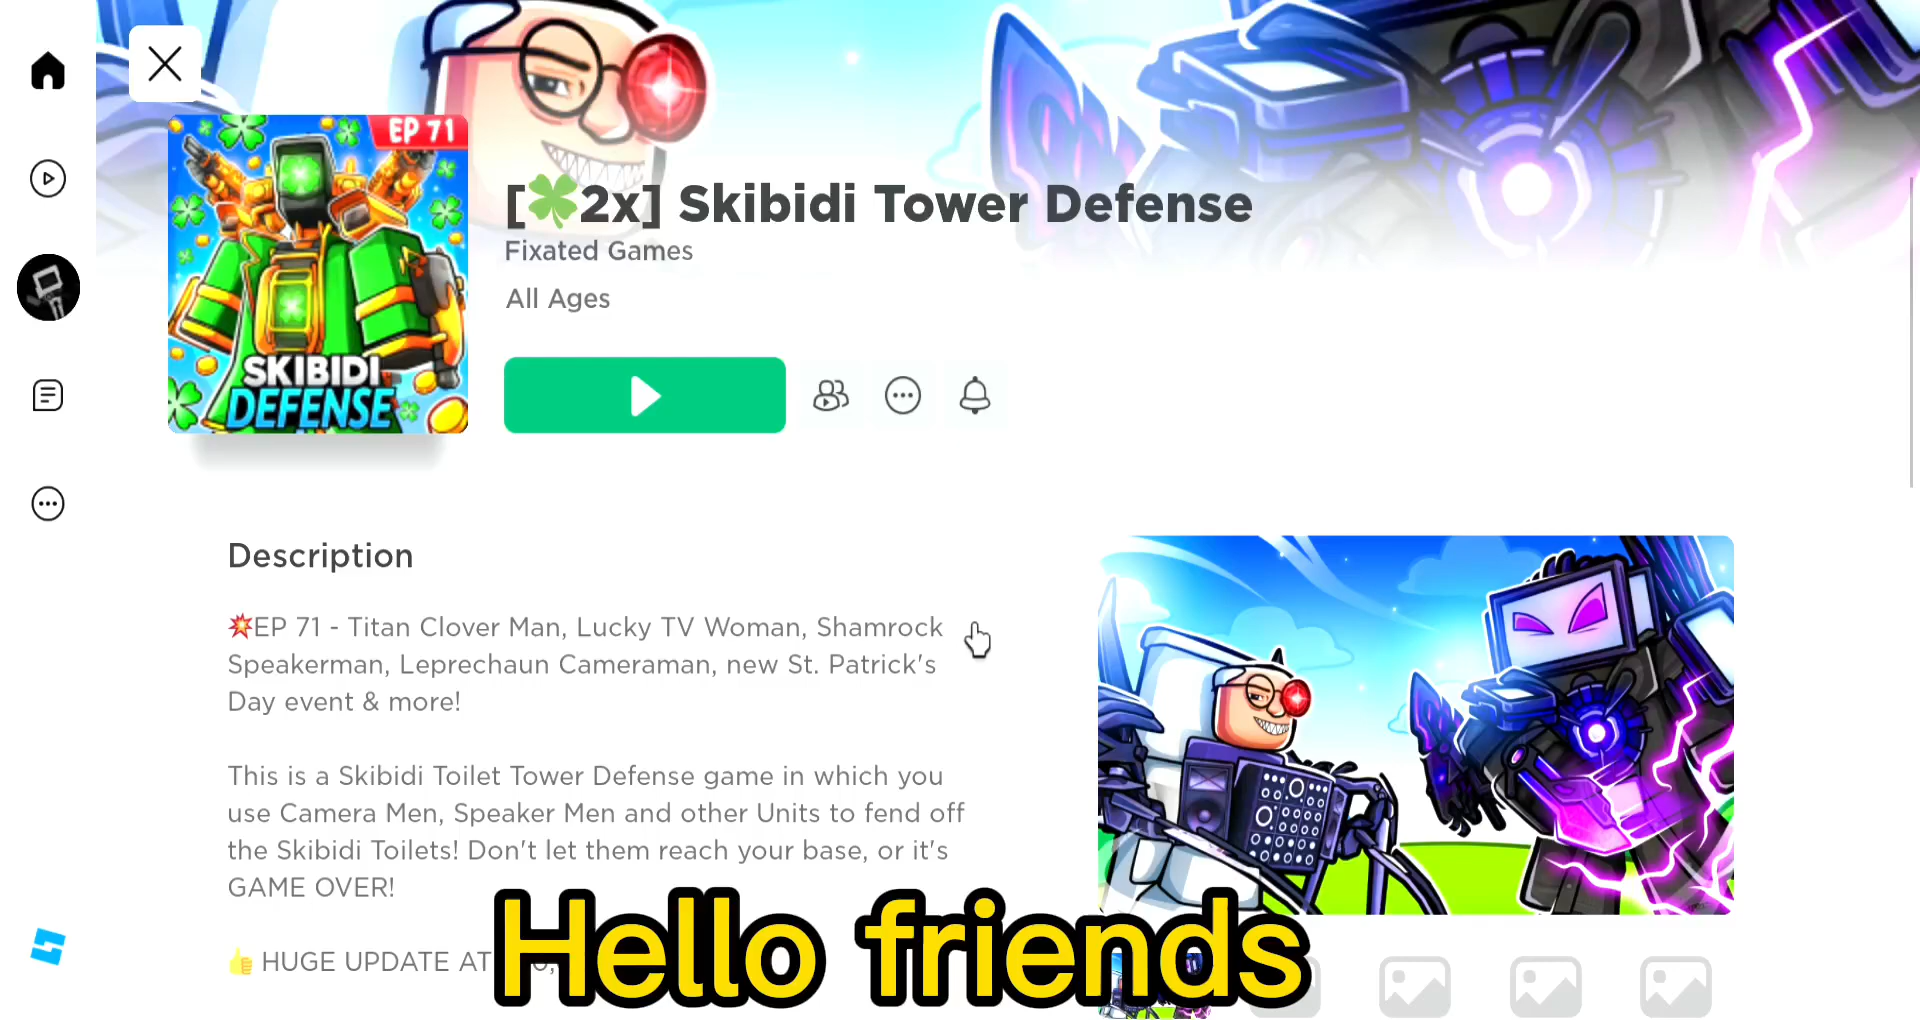 EP 71
SKIBIDI
DEFENSE
[🍀2x] Skibidi Tower Defense
Fixated Games
All Ages
Description
💥EP 71 - Titan Clover Man, Lucky TV Woman, Shamrock
Speakerman, Leprechaun Cameraman, new St. Patrick's
Day event & more!
This is a Skibidi Toilet Tower Defense game in which you
use Camera Men, Speaker Men and other Units to fend off
the Skibidi Toilets! Don't let them reach your base, or it's
GAME OVER!
👍 HUGE UPDATE AT
Hello friends